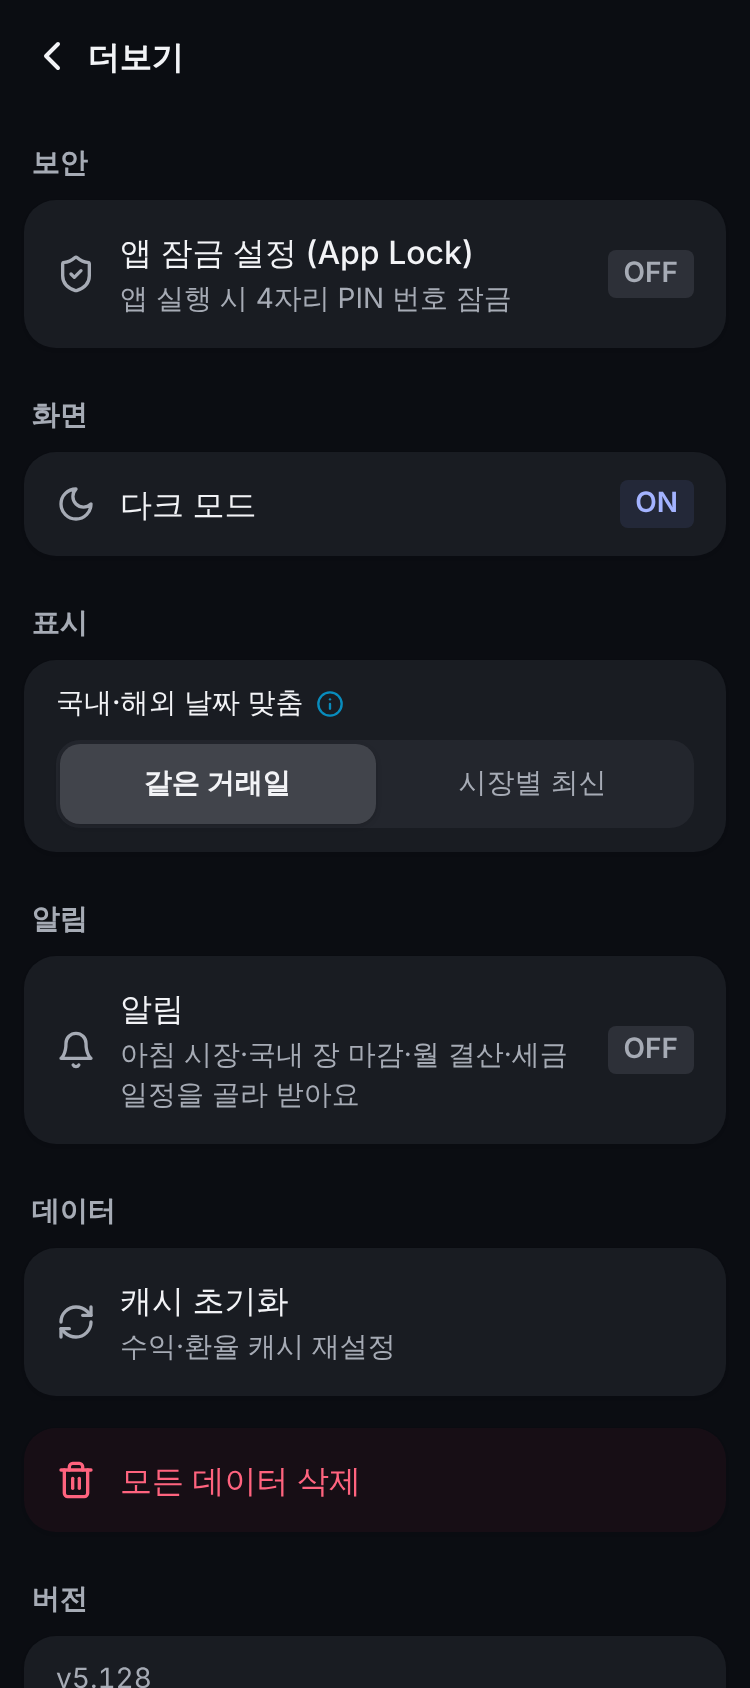 더보기
보안
앱 잠금 설정 (App Lock)
앱 실행 시 4자리 PIN 번호 잠금
OFF
화면
다크 모드
ON
표시
국내·해외 날짜 맞춤
같은 거래일
시장별 최신
알림
알림
아침 시장·국내 장 마감·월 결산·세금
일정을 골라 받아요
OFF
데이터
캐시 초기화
수익·환율 캐시 재설정
모든 데이터 삭제
버전
v5.128